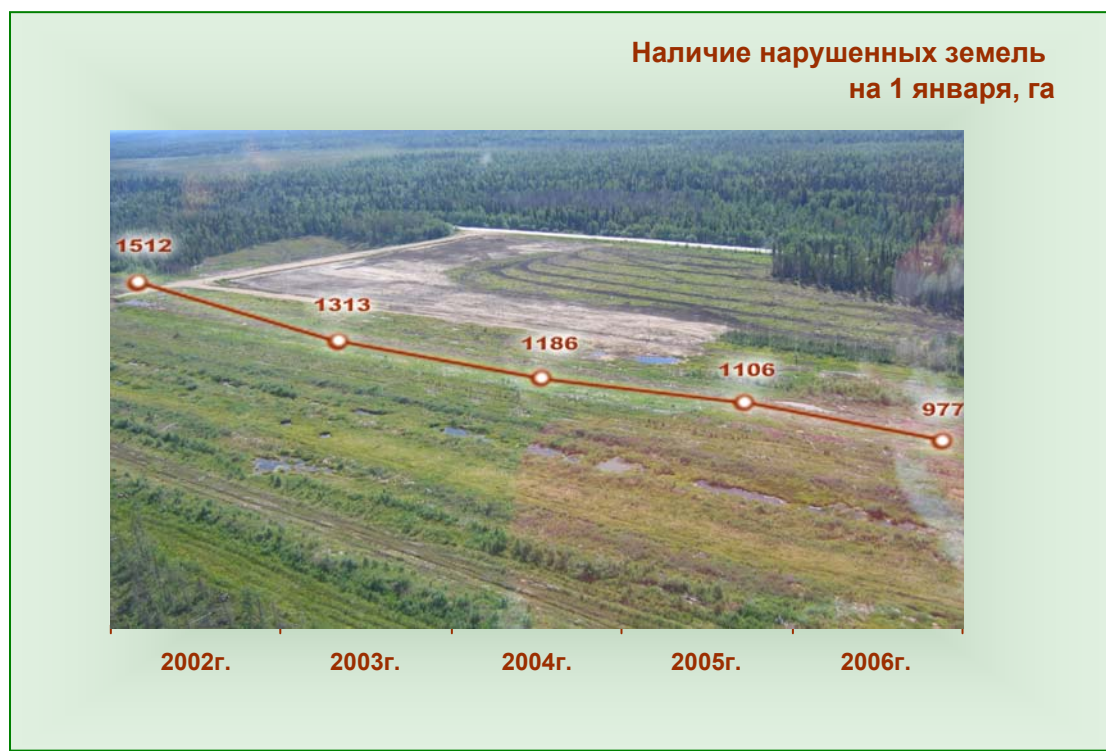 Наличие нарушенных земель
на 1 января, га
1512
1313
1186
1106
977
2002г. 2003г. 2004г. 2005г. 2006г.